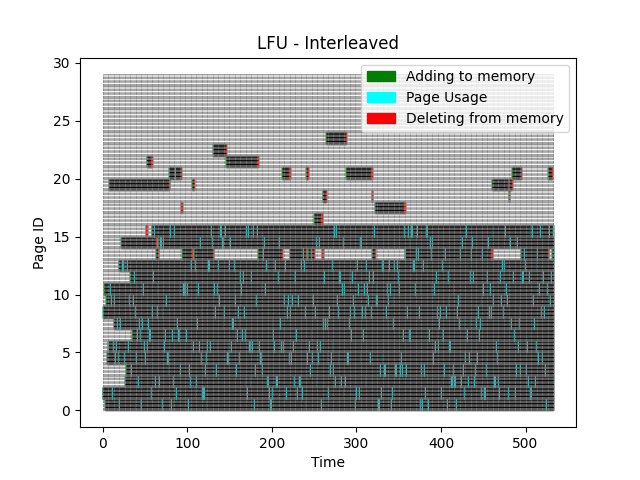 LFU - Interleaved
Adding to memory
Page Usage
Deleting from memory
30
25
20
15
10
5
0
Page ID
0 100 200 300 400 500
Time